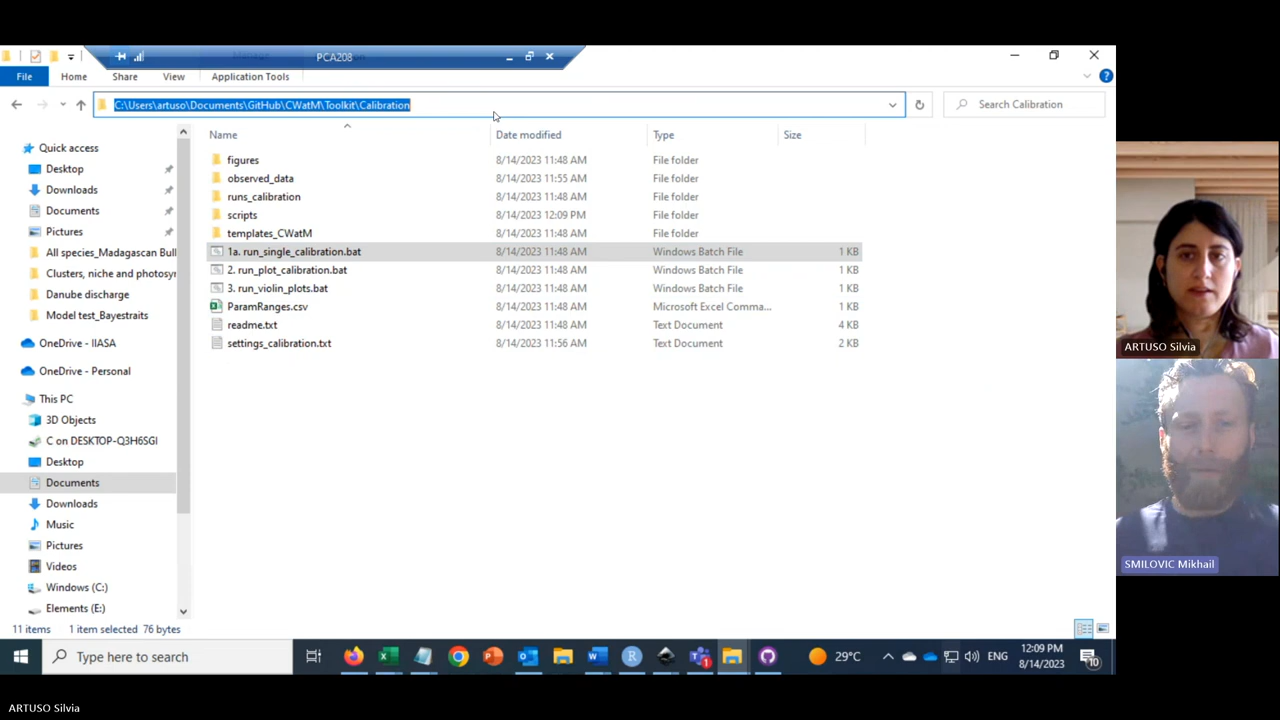 PCA208
File
Home
Share
View
Application Tools
C:\Users\artuso\Documents\GitHub\CWatM\Toolkit\Calibration
Search Calibration
Name
Date modified
Type
Size
Quick access
Desktop
Downloads
Documents
Pictures
All species_Madagascar Bull
Clusters, niche and photosyr
Danube discharge
Model test_Bayestraits
OneDrive - IIASA
OneDrive - Personal
This PC
3D Objects
C on DESKTOP-Q3H6SGI
Desktop
Documents
Downloads
Music
Pictures
Videos
Windows (C:)
Elements (E:)
figures 8/14/2023 11:48 AM File folder
observed_data 8/14/2023 11:55 AM File folder
runs_calibration 8/14/2023 11:48 AM File folder
scripts 8/14/2023 12:09 PM File folder
templates_CWatM 8/14/2023 11:48 AM File folder
1a. run_single_calibration.bat 8/14/2023 11:48 AM Windows Batch File 1 KB
2. run_plot_calibration.bat 8/14/2023 11:48 AM Windows Batch File 1 KB
3. run_violin_plots.bat 8/14/2023 11:48 AM Windows Batch File 1 KB
ParamRanges.csv 8/14/2023 11:48 AM Microsoft Excel Comma... 1 KB
readme.txt 8/14/2023 11:48 AM Text Document 4 KB
settings_calibration.txt 8/14/2023 11:56 AM Text Document 2 KB
11 items 1 item selected 76 bytes
Type here to search
29°C
ENG
12:09 PM
8/14/2023
10
ARTUSO Silvia
SMILOVIC Mikhail
ARTUSO Silvia